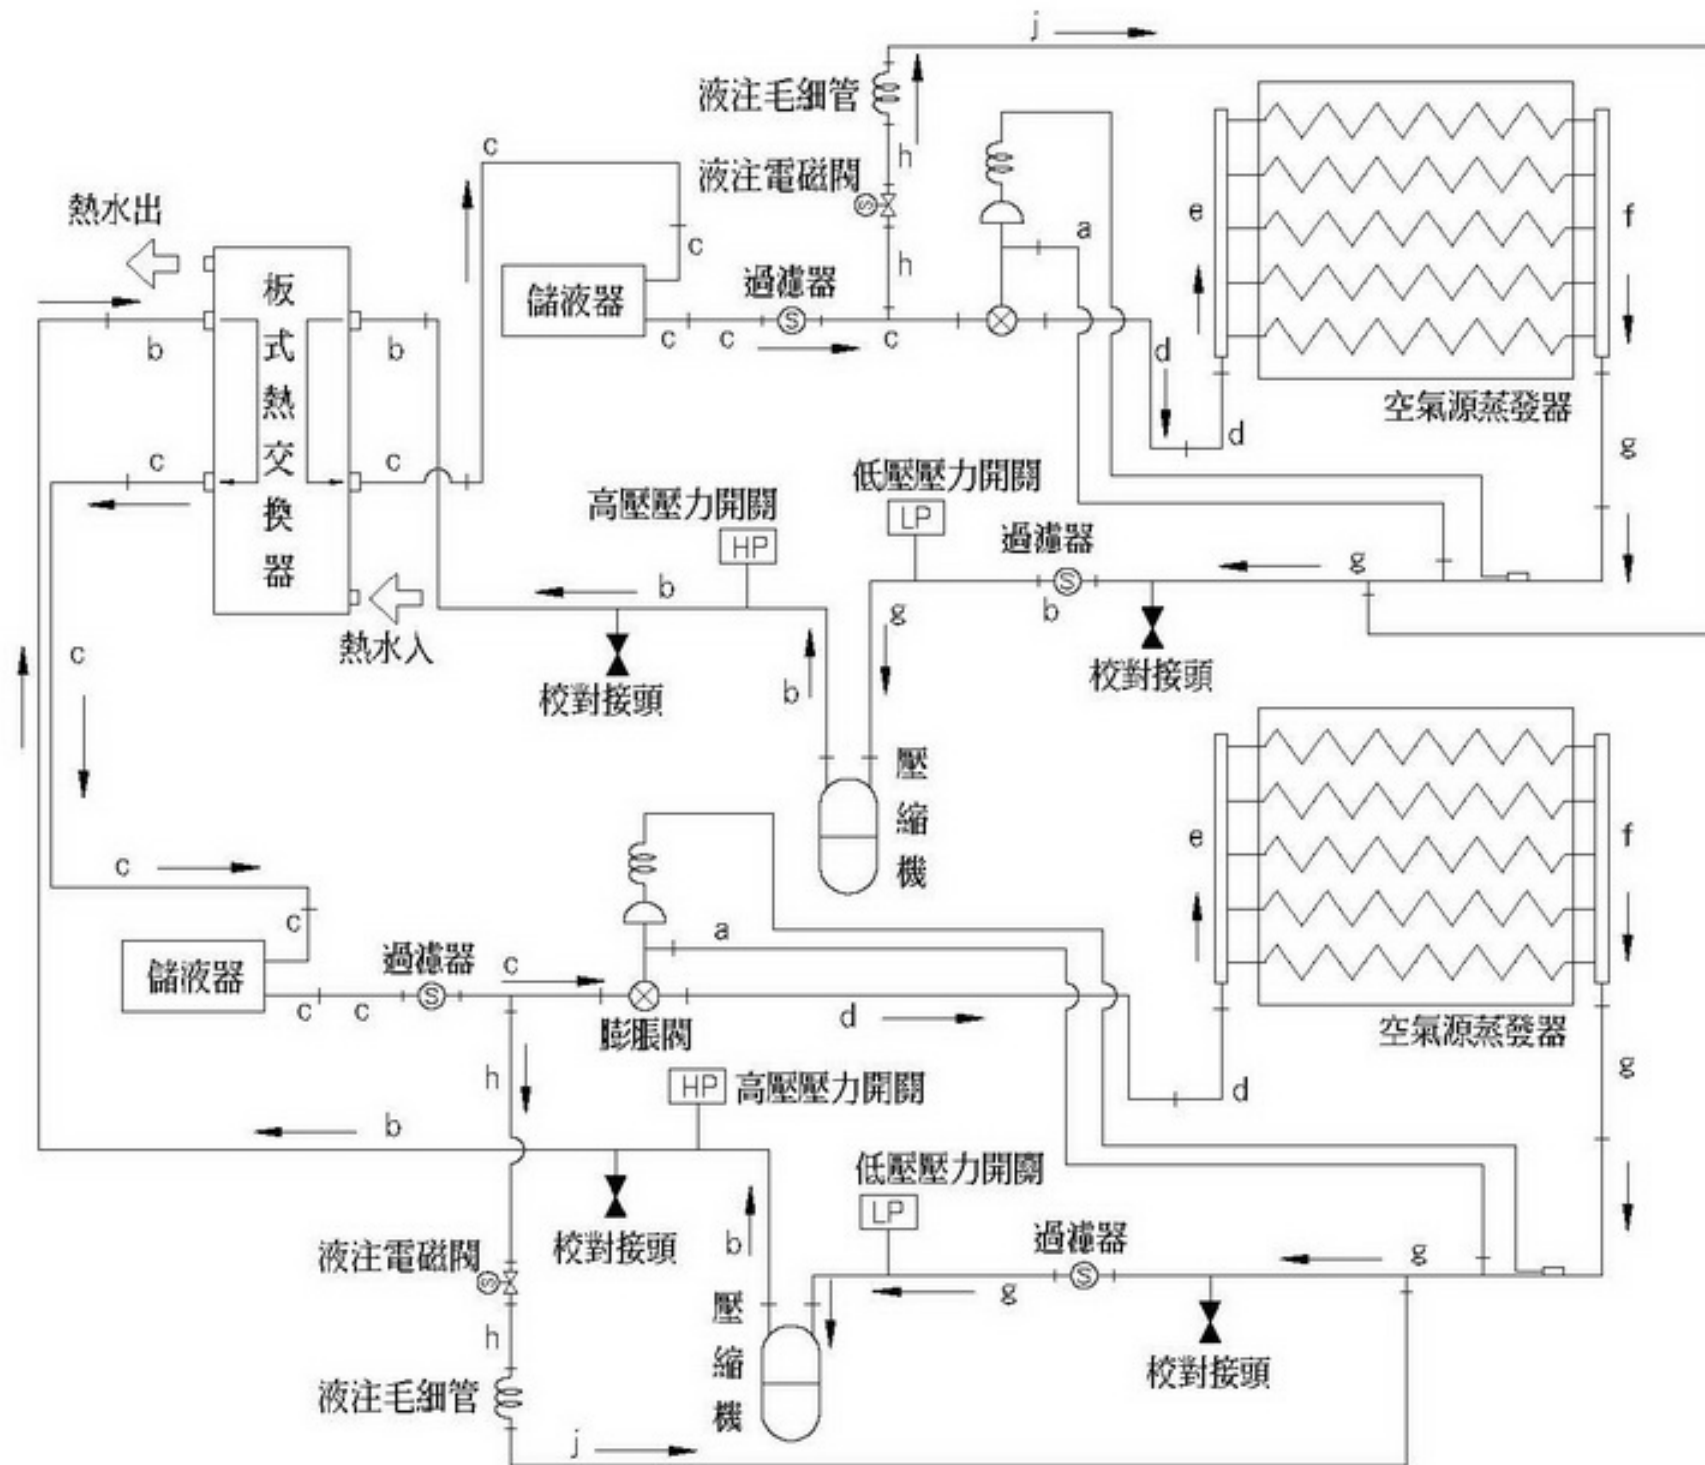 j
液注毛細管
h
液注電磁閥
S
h
c
c
熱水出
板式熱交換器
b
b
c
c
熱水入
儲液器
過濾器
S
c
c
c
a
d
d
e
f
空氣源蒸發器
g
高壓壓力開關
HP
低壓壓力開關
LP
過濾器
S
g
b
g
b
校對接頭
b
校對接頭
壓縮機
c
c
c
儲液器
過濾器
S
c
c
c
a
膨脹閥
d
d
e
f
空氣源蒸發器
g
h
b
HP
高壓壓力開關
低壓壓力開關
LP
過濾器
S
g
g
液注電磁閥
S
校對接頭
b
校對接頭
壓縮機
h
液注毛細管
j